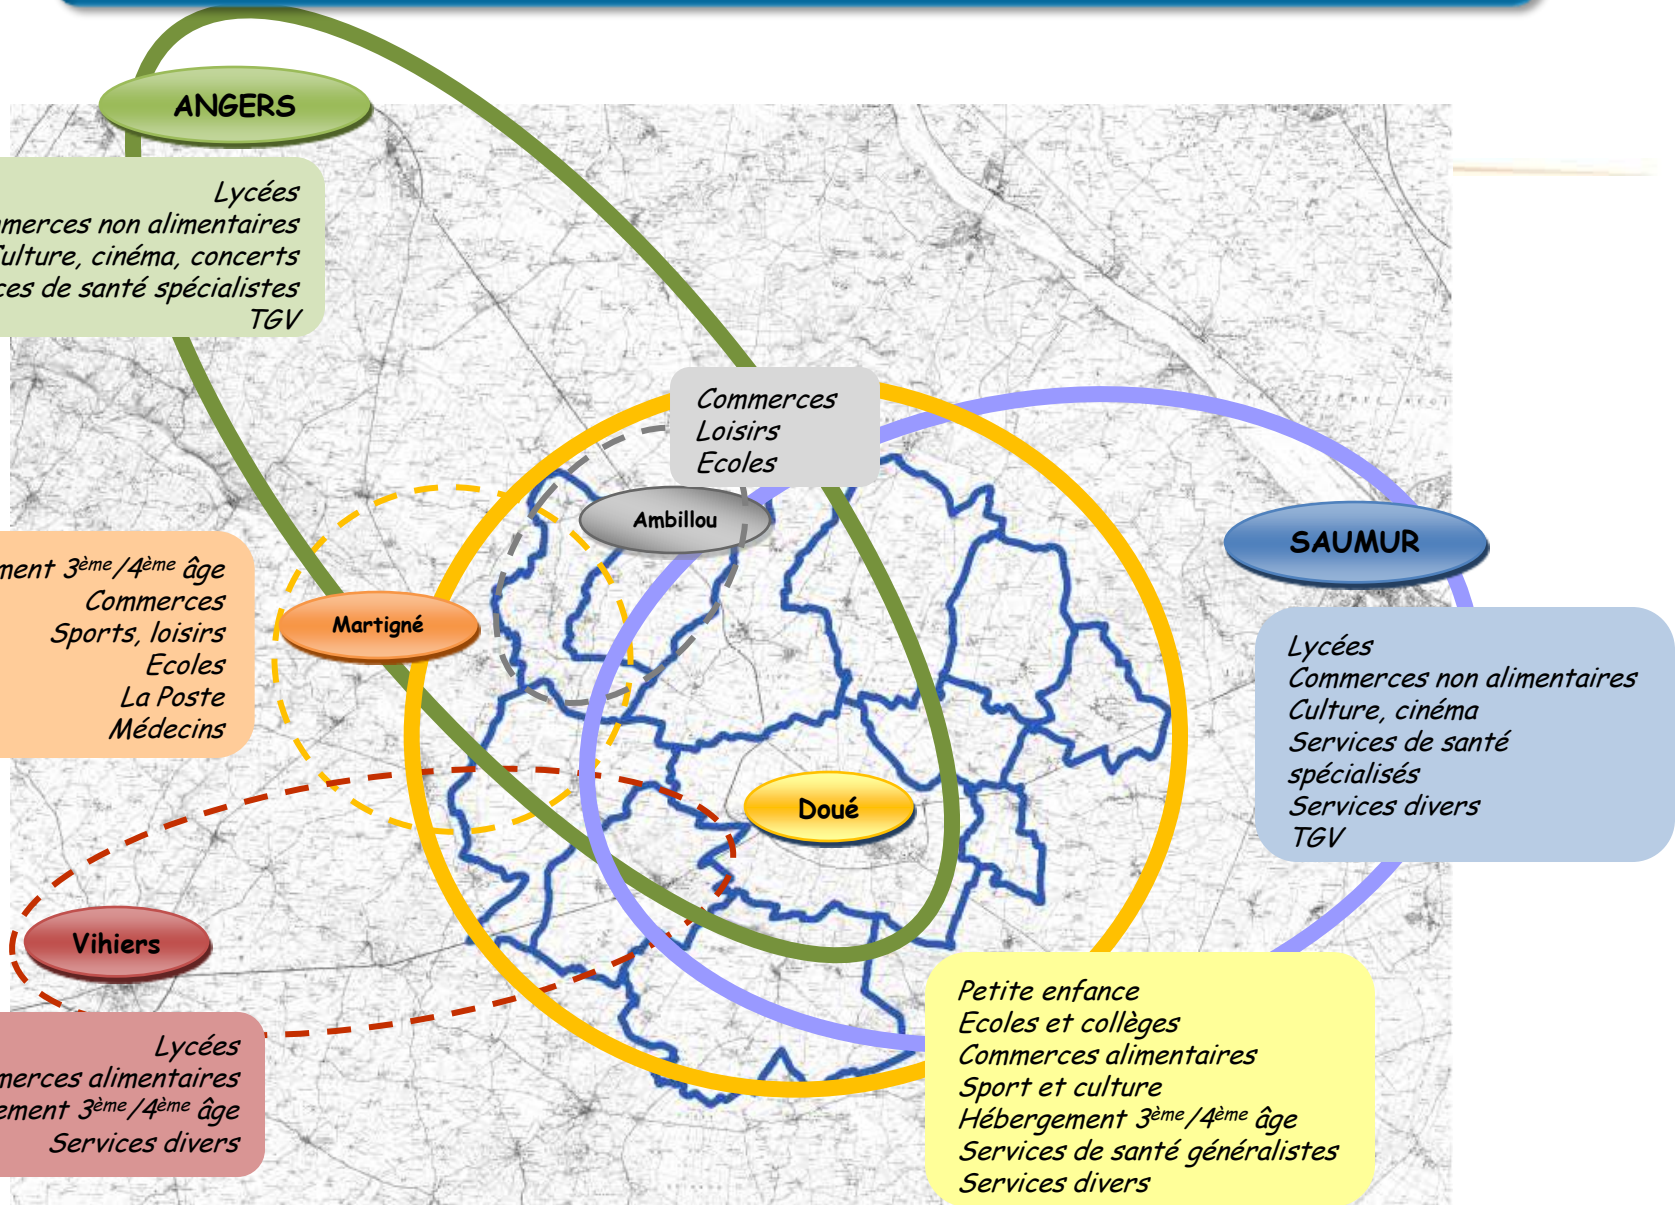 ANGERS
Lycées
merces non alimentaires
Culture, cinéma, concerts
ces de santé spécialistes
TGV
Commerces
Loisirs
Ecoles
Ambillou
SAUMUR
Lycées
Commerces non alimentaires
Culture, cinéma
Services de santé
spécialisés
Services divers
TGV
ment 3ème/4ème âge
Commerces
Sports, loisirs
Ecoles
La Poste
Médecins
Martigné
Doué
Vihiers
Lycées
merces alimentaires
ement 3ème/4ème âge
Services divers
Petite enfance
Ecoles et collèges
Commerces alimentaires
Sport et culture
Hébergement 3ème/4ème âge
Services de santé généralistes
Services divers